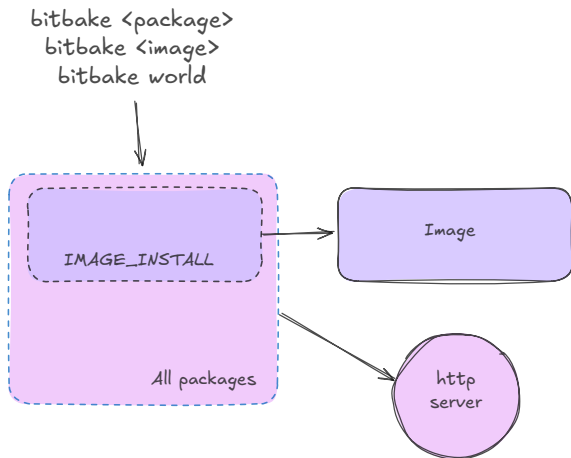 bitbake <package>
bitbake <image>
bitbake world
IMAGE_INSTALL
Image
All packages
http
server